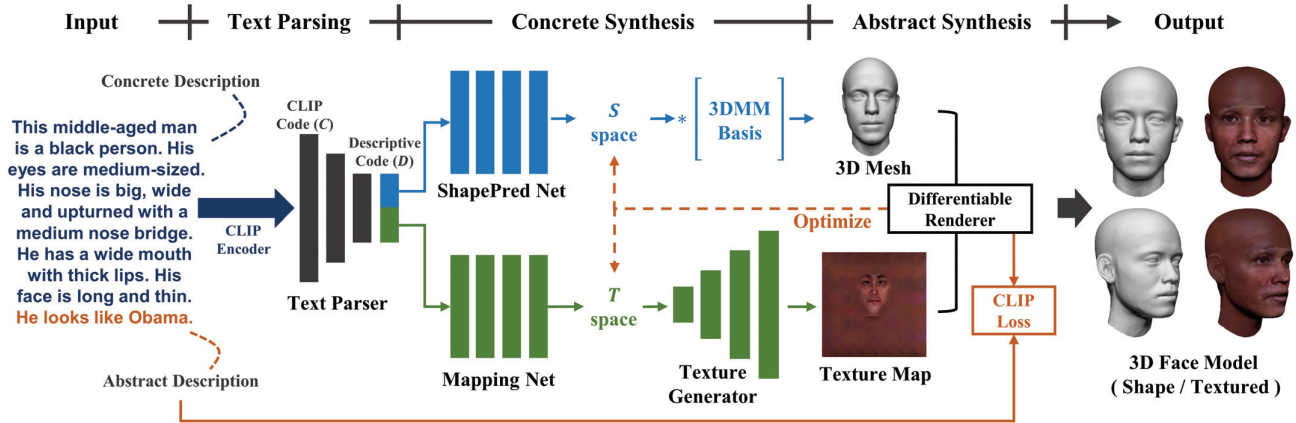 Input
Text Parsing
Concrete Synthesis
Abstract Synthesis
Output
Concrete Description
This middle-aged man
is a black person. His
eyes are medium-sized.
His nose is big, wide
and upturned with a
medium nose bridge.
He has a wide mouth
with thick lips. His
face is long and thin.
He looks like Obama.
Abstract Description
CLIP
Encoder
CLIP
Code (C)
Descriptive
Code (D)
Text Parser
ShapePred Net
S
space
*
3DMM
Basis
3D Mesh
Mapping Net
T
space
Texture
Generator
Texture Map
Optimize
Differentiable
Renderer
CLIP
Loss
3D Face Model
( Shape / Textured )